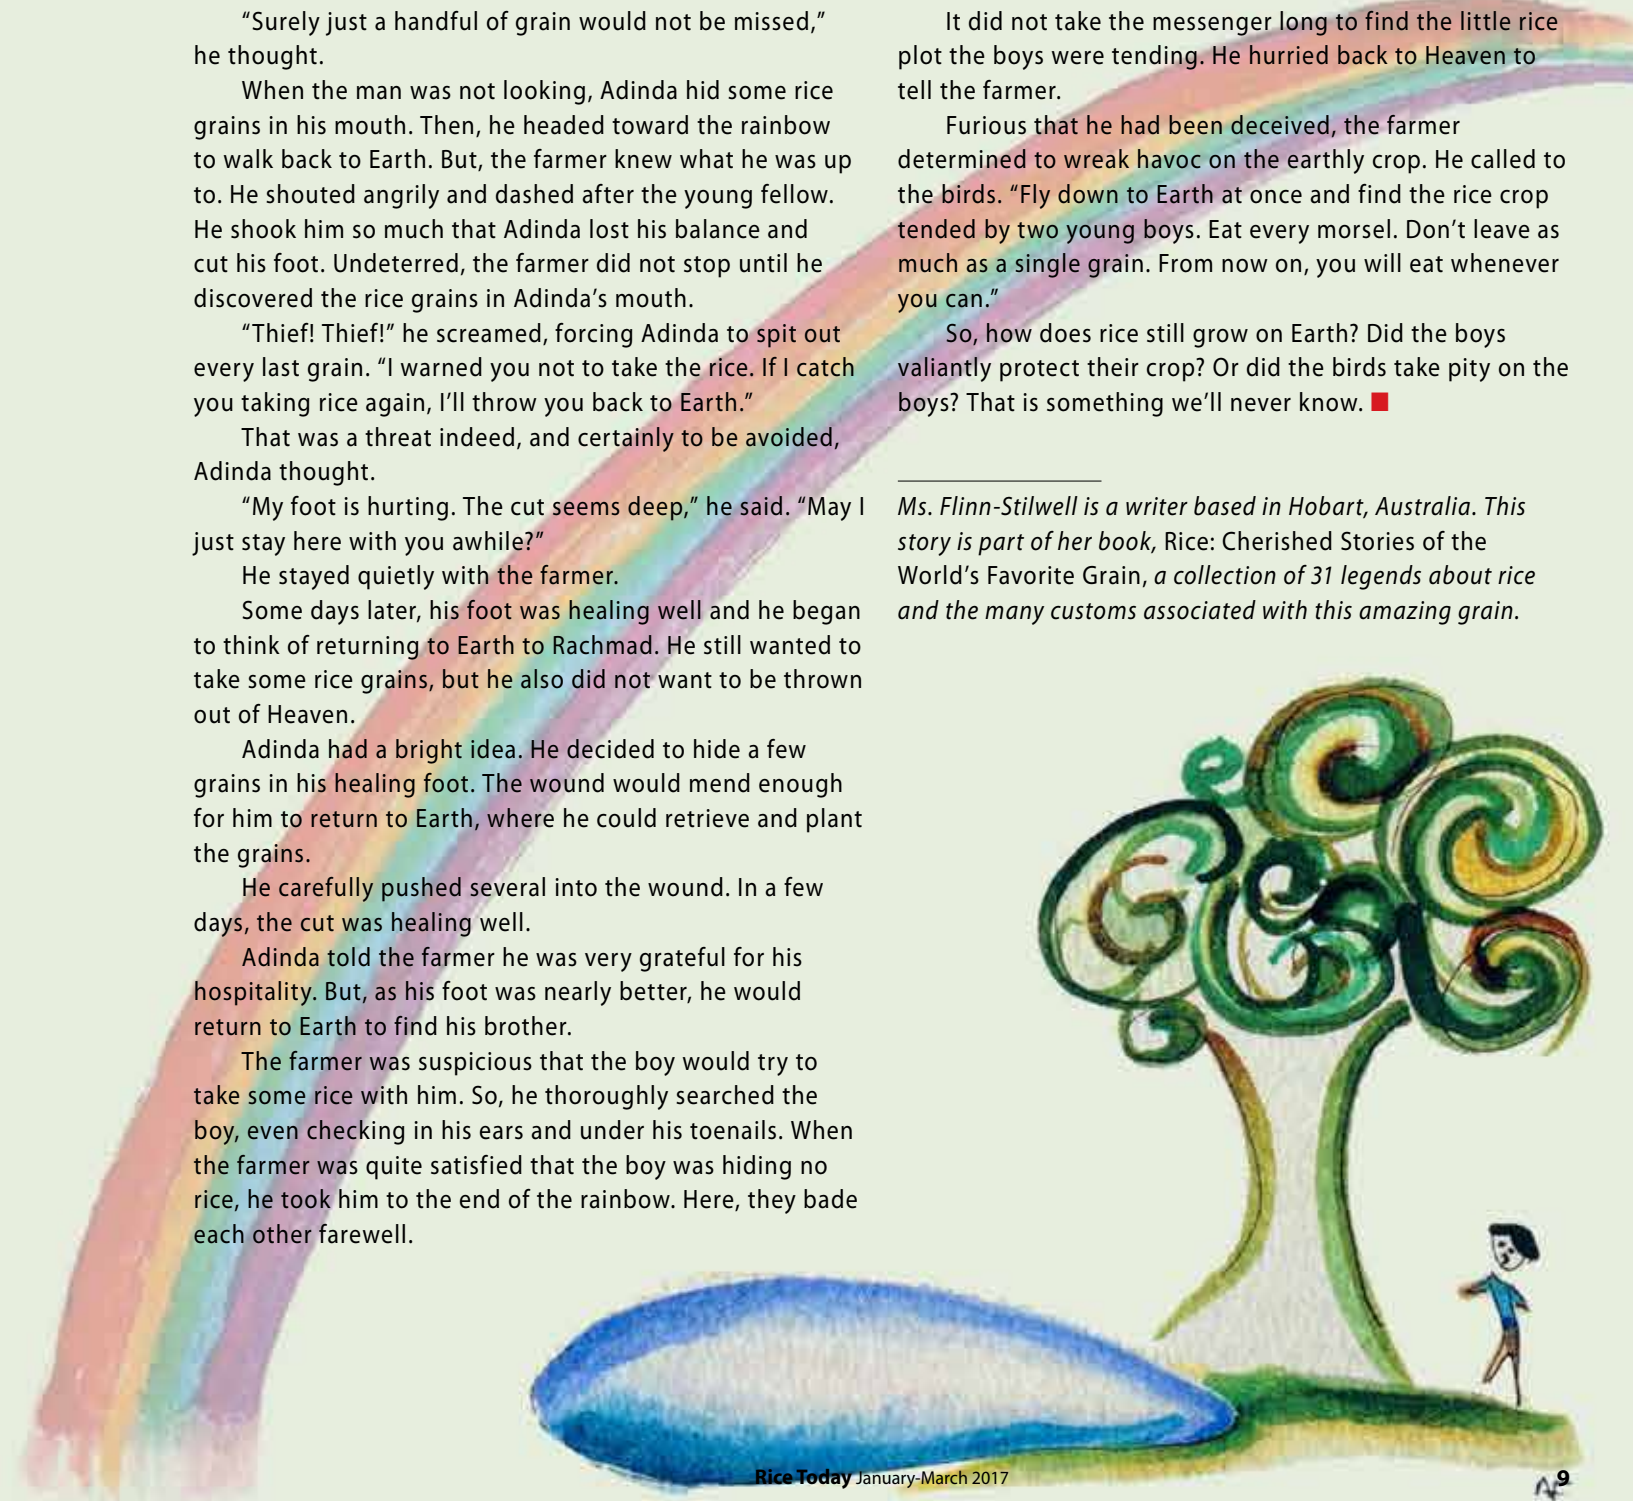 “Surely just a handful of grain would not be missed,”
he thought.
When the man was not looking, Adinda hid some rice
grains in his mouth. Then, he headed toward the rainbow
to walk back to Earth. But, the farmer knew what he was up
to. He shouted angrily and dashed after the young fellow.
He shook him so much that Adinda lost his balance and
cut his foot. Undeterred, the farmer did not stop until he
discovered the rice grains in Adinda’s mouth.
“Thief! Thief!” he screamed, forcing Adinda to spit out
every last grain. “I warned you not to take the rice. If I catch
you taking rice again, I’ll throw you back to Earth.”
That was a threat indeed, and certainly to be avoided,
Adinda thought.
“My foot is hurting. The cut seems deep,” he said. “May I
just stay here with you awhile?”
He stayed quietly with the farmer.
Some days later, his foot was healing well and he began
to think of returning to Earth to Rachmad. He still wanted to
take some rice grains, but he also did not want to be thrown
out of Heaven.
Adinda had a bright idea. He decided to hide a few
grains in his healing foot. The wound would mend enough
for him to return to Earth, where he could retrieve and plant
the grains.
He carefully pushed several into the wound. In a few
days, the cut was healing well.
Adinda told the farmer he was very grateful for his
hospitality. But, as his foot was nearly better, he would
return to Earth to find his brother.
The farmer was suspicious that the boy would try to
take some rice with him. So, he thoroughly searched the
boy, even checking in his ears and under his toenails. When
the farmer was quite satisfied that the boy was hiding no
rice, he took him to the end of the rainbow. Here, they bade
each other farewell.
It did not take the messenger long to find the little rice
plot the boys were tending. He hurried back to Heaven to
tell the farmer.
Furious that he had been deceived, the farmer
determined to wreak havoc on the earthly crop. He called to
the birds. “Fly down to Earth at once and find the rice crop
tended by two young boys. Eat every morsel. Don’t leave as
much as a single grain. From now on, you will eat whenever
you can.”
So, how does rice still grow on Earth? Did the boys
valiantly protect their crop? Or did the birds take pity on the
boys? That is something we’ll never know.
Ms. Flinn-Stilwell is a writer based in Hobart, Australia. This
story is part of her book, Rice: Cherished Stories of the
World’s Favorite Grain, a collection of 31 legends about rice
and the many customs associated with this amazing grain.
Rice Today January-March 2017
9